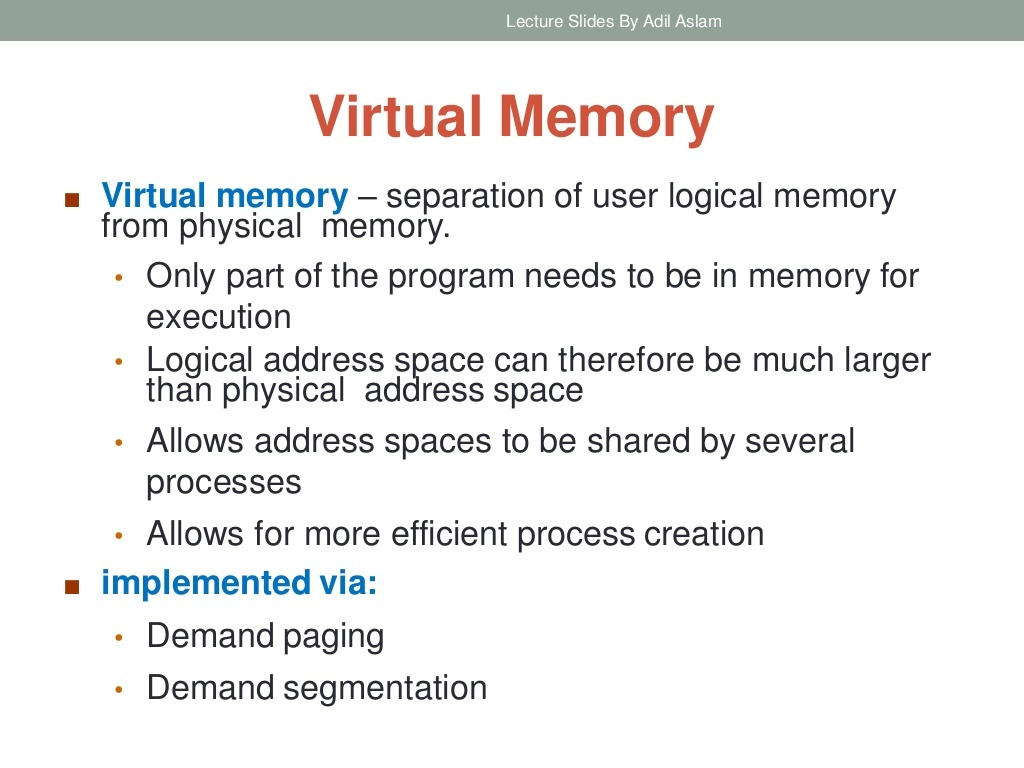 Lecture Slides By Adil Aslam
Virtual Memory
■ Virtual memory – separation of user logical memory
from physical  memory.
• Only part of the program needs to be in memory for
execution
• Logical address space can therefore be much larger
than physical  address space
• Allows address spaces to be shared by several
processes
• Allows for more efficient process creation
■ implemented via:
• Demand paging
• Demand segmentation